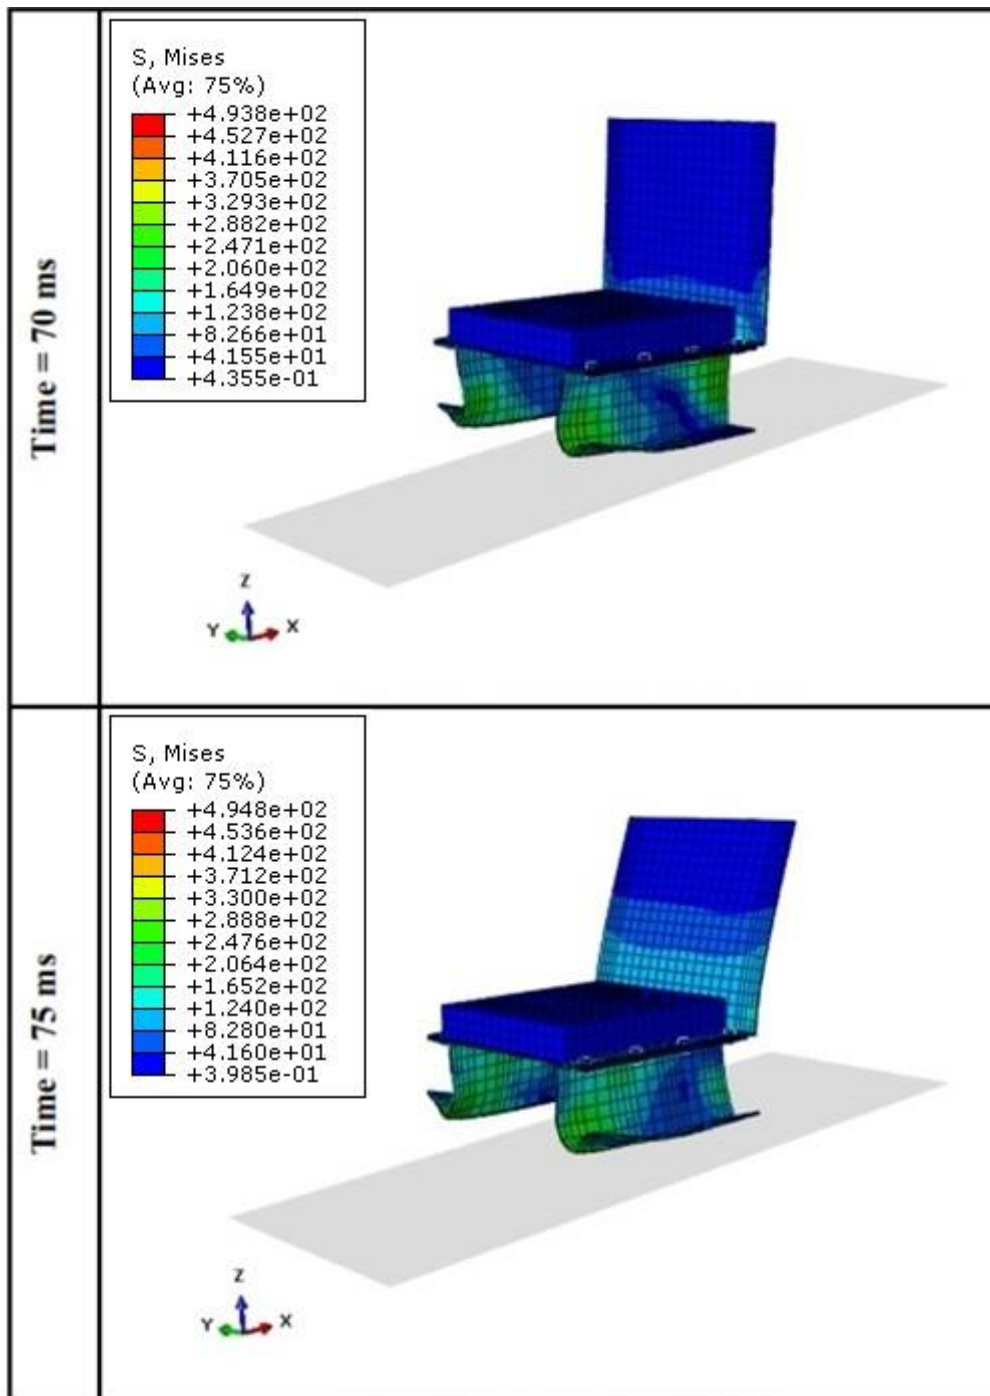 Time = 70 ms
S, Mises
(Avg: 75%)
+4.938e+02
+4.527e+02
+4.116e+02
+3.705e+02
+3.293e+02
+2.882e+02
+2.471e+02
+2.060e+02
+1.649e+02
+1.238e+02
+8.266e+01
+4.155e+01
+4.355e-01
Z
Y
X
Time = 75 ms
S, Mises
(Avg: 75%)
+4.948e+02
+4.536e+02
+4.124e+02
+3.712e+02
+3.300e+02
+2.888e+02
+2.476e+02
+2.064e+02
+1.652e+02
+1.240e+02
+8.280e+01
+4.160e+01
+3.985e-01
Z
Y
X